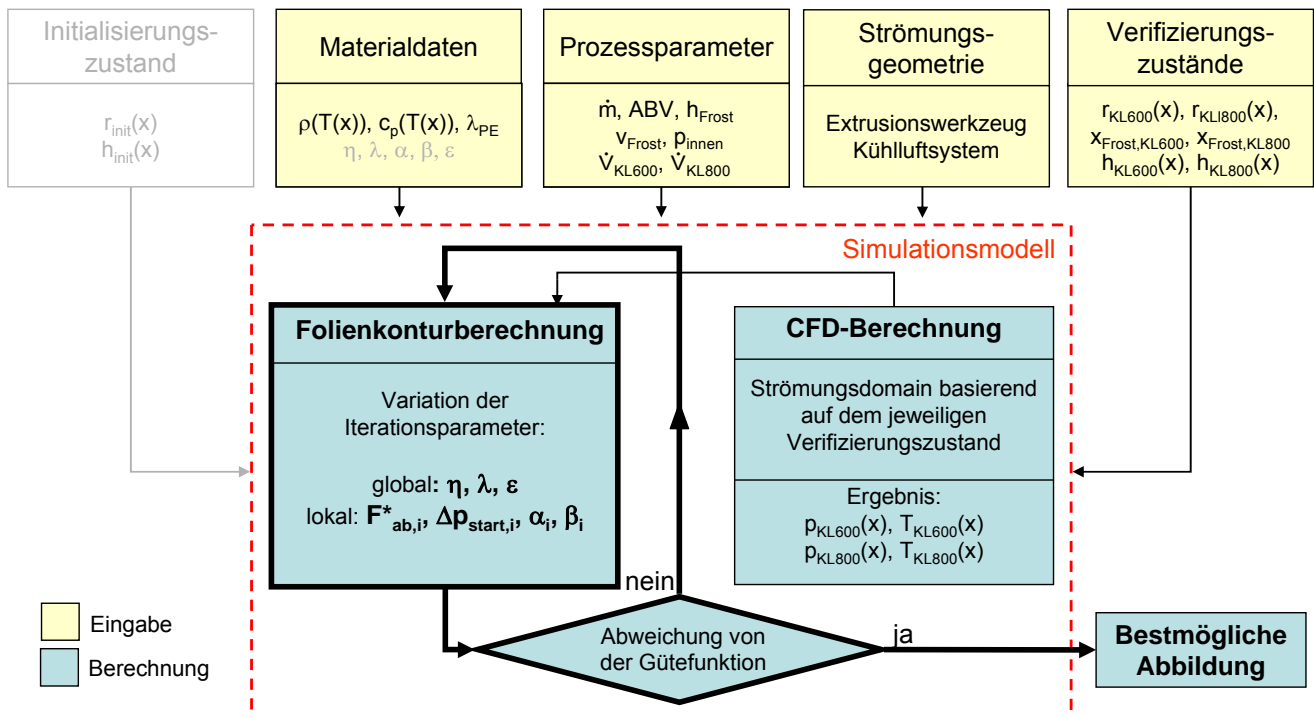 Initialisierungs-
zustand
r_init(x)
h_init(x)
Materialdaten
ρ(T(x)), c_p(T(x)), λ_PE
η, λ, α, β, ε
Prozessparameter
ṁ, ABV, h_Frost
v_Frost, p_innen
V̇_KL600, V̇_KL800
Strömungs-
geometrie
Extrusionswerkzeug
Kühlluftsystem
Verifizierungs-
zustände
r_KL600(x), r_KLl800(x),
x_Frost,KL600, x_Frost,KL800
h_KL600(x), h_KL800(x)
Simulationsmodell
Folienkonturberechnung
Variation der
Iterationsparameter:
global: η, λ, ε
lokal: F*_ab,i, Δp_start,i, α_i, β_i
CFD-Berechnung
Strömungsdomain basierend
auf dem jeweiligen
Verifizierungszustand
Ergebnis:
p_KL600(x), T_KL600(x)
p_KL800(x), T_KL800(x)
nein
Abweichung von
der Gütefunktion
ja
Bestmögliche
Abbildung
Eingabe
Berechnung